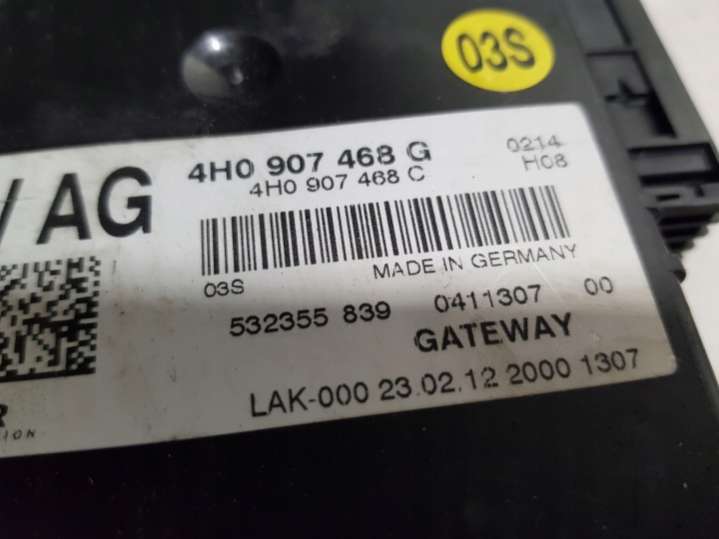 03S
4H0 907 468 G
0214
4H0 907 468 C
H08
/AG
MADE IN GERMANY
03S
532355 839
0411307
00
GATEWAY
LAK-000 23.02.12 2000 1307